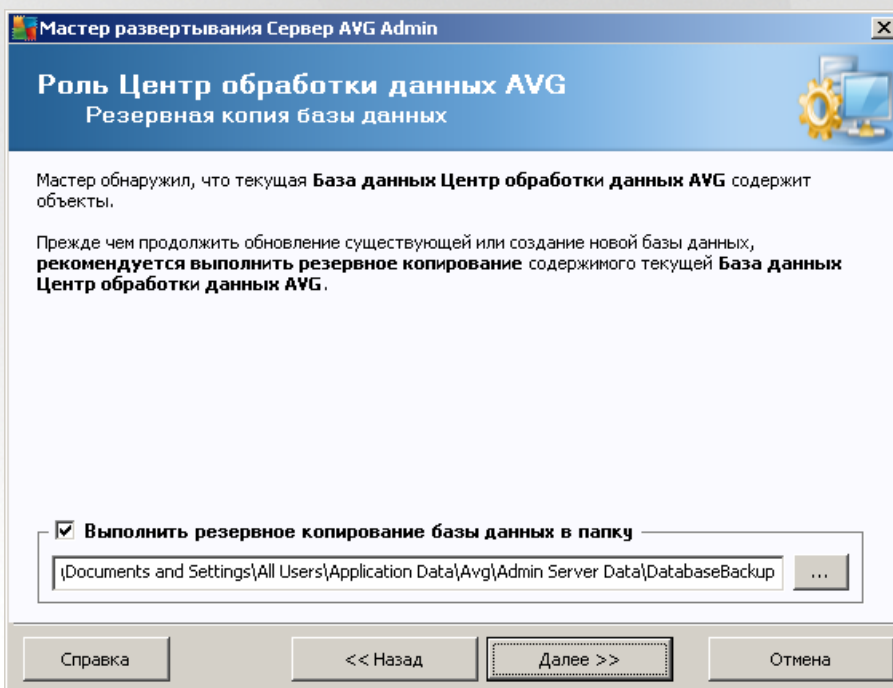 Мастер развертывания Сервер AVG Admin
Роль Центр обработки данных AVG
Резервная копия базы данных
Мастер обнаружил, что текущая База данных Центр обработки данных AVG содержит
объекты.
Прежде чем продолжить обновление существующей или создание новой базы данных,
рекомендуется выполнить резервное копирование содержимого текущей База данных
Центр обработки данных AVG.
Выполнить резервное копирование базы данных в папку
\Documents and Settings\All Users\Application Data\Avg\Admin Server Data\DatabaseBackup
...
Справка
<< Назад
Далее >>
Отмена